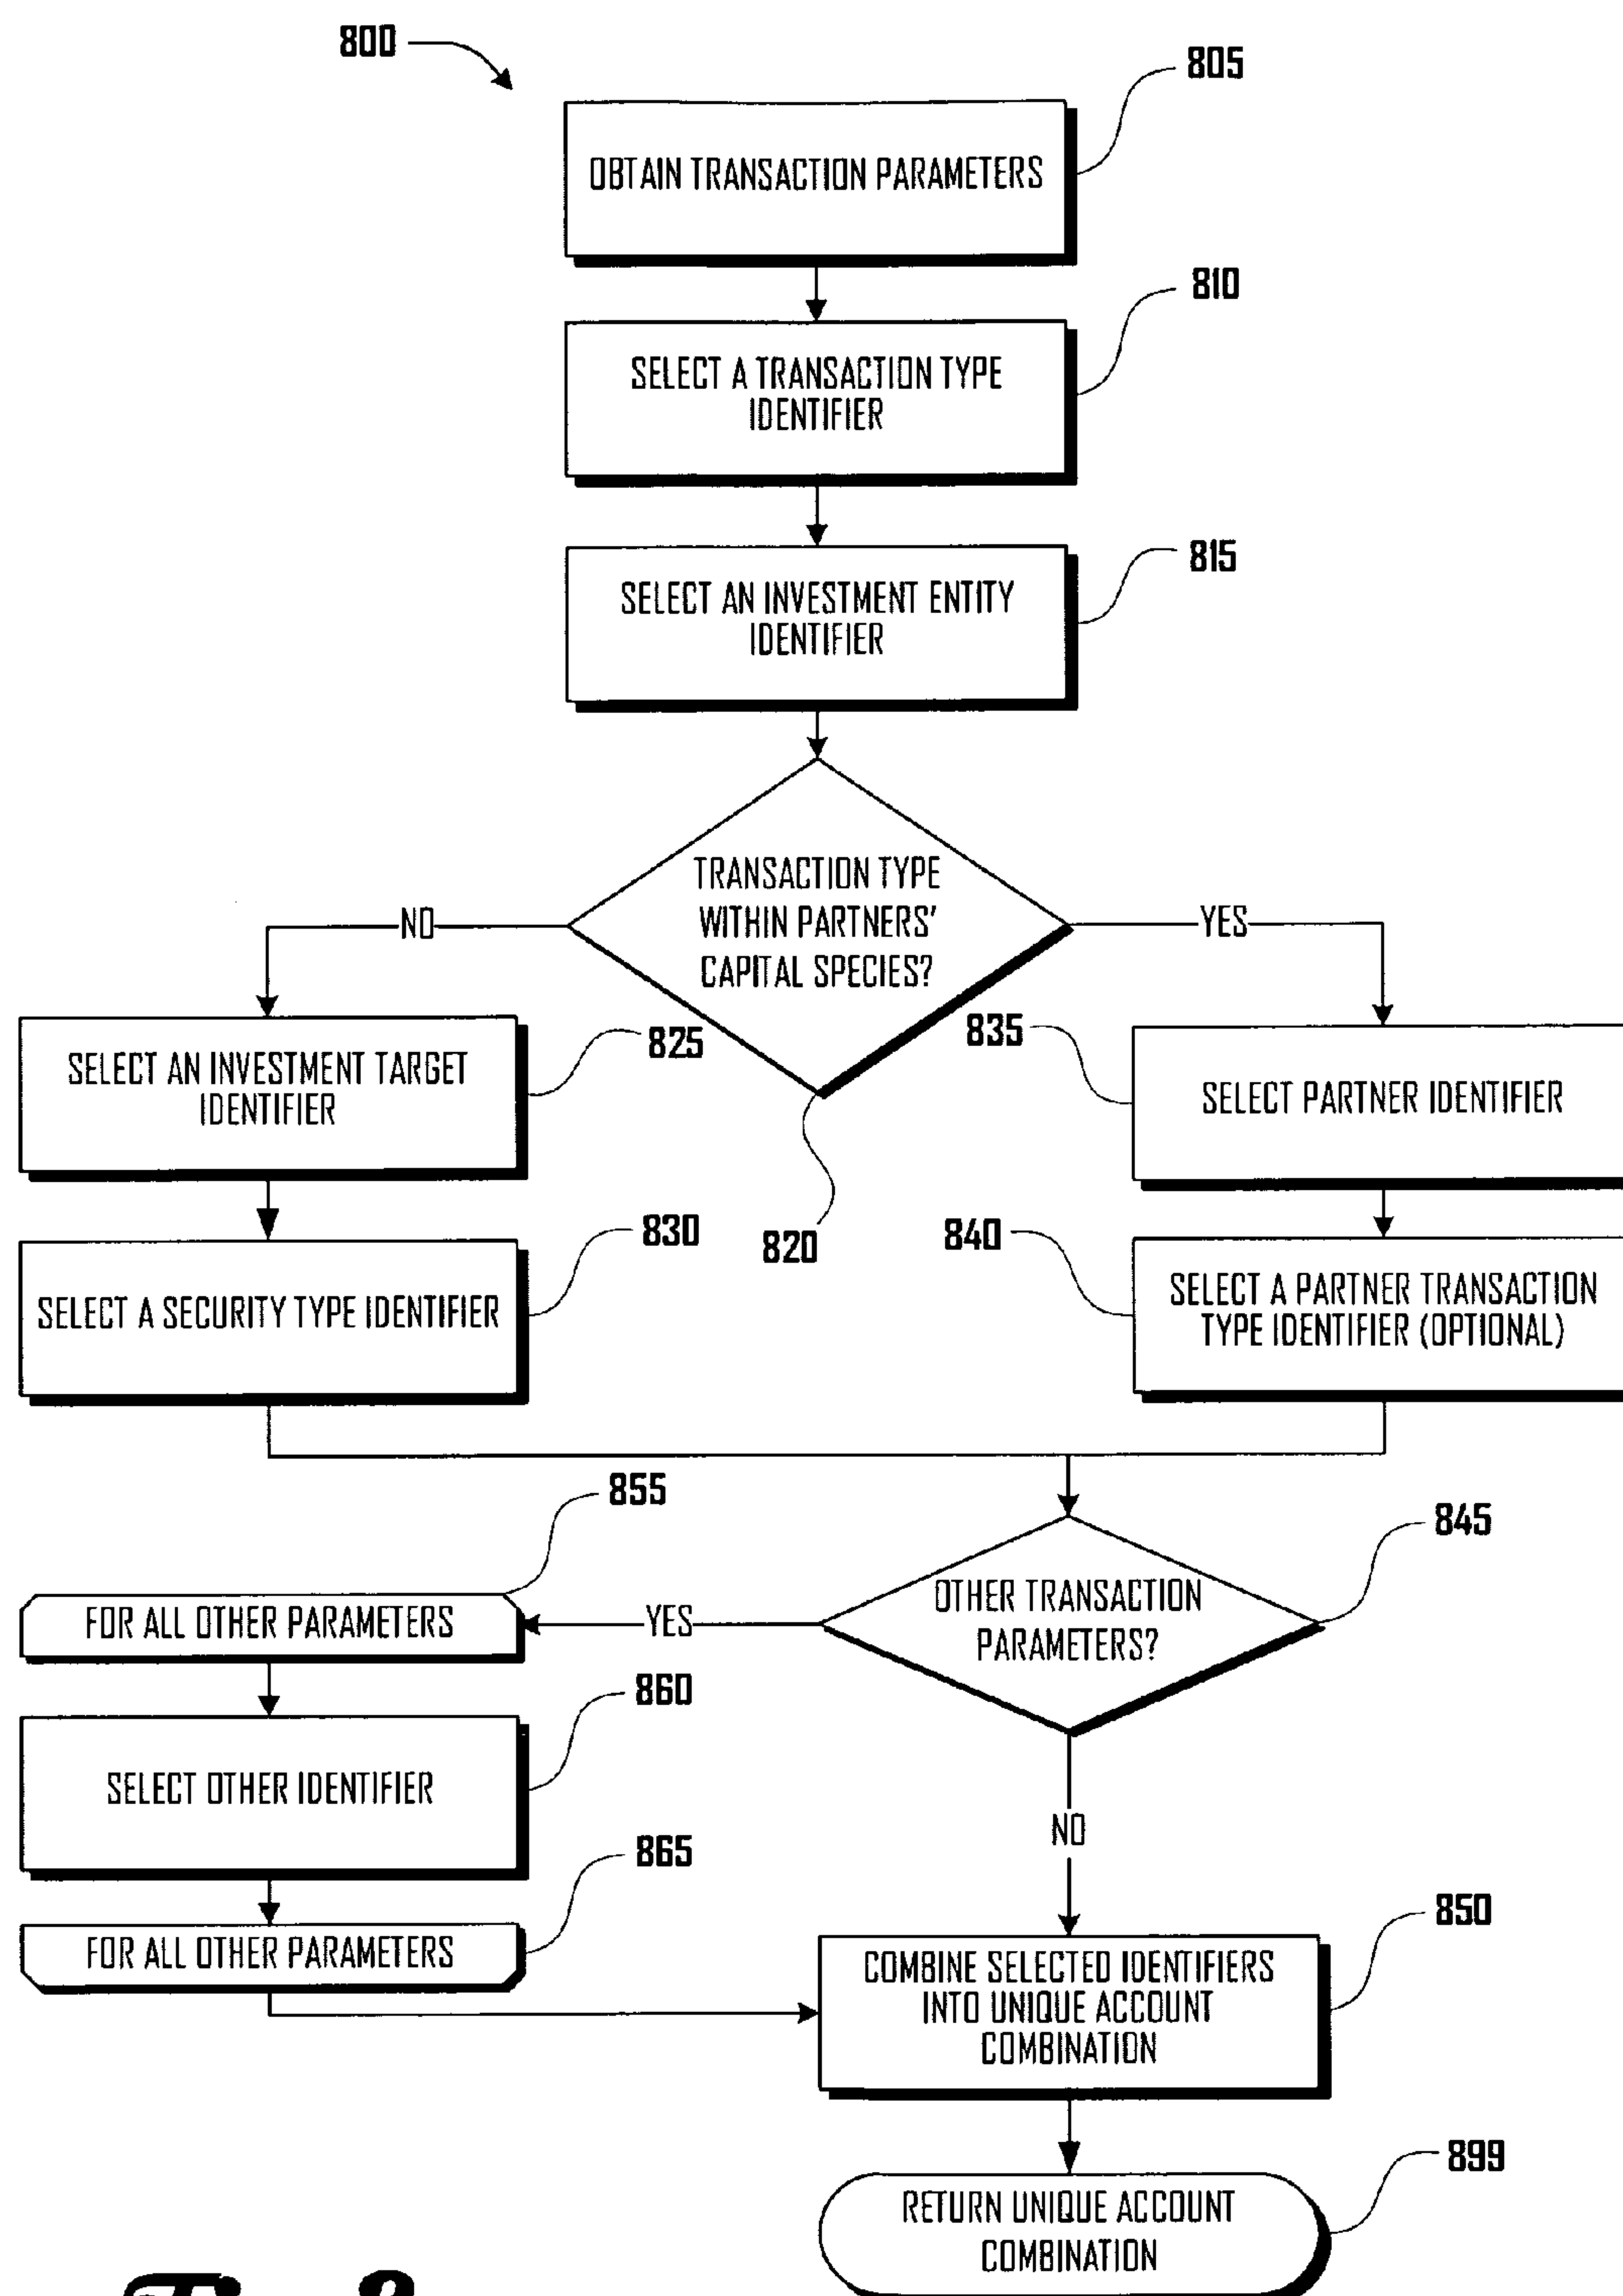 800
805
OBTAIN TRANSACTION PARAMETERS
810
SELECT A TRANSACTION TYPE
IDENTIFIER
815
SELECT AN INVESTMENT ENTITY
IDENTIFIER
TRANSACTION TYPE
WITHIN PARTNERS'
CAPITAL SPECIES?
NO
YES
825
835
SELECT AN INVESTMENT TARGET
IDENTIFIER
SELECT PARTNER IDENTIFIER
820
830
840
SELECT A SECURITY TYPE IDENTIFIER
SELECT A PARTNER TRANSACTION
TYPE IDENTIFIER (OPTIONAL)
855
845
FOR ALL OTHER PARAMETERS
YES
OTHER TRANSACTION
PARAMETERS?
860
SELECT OTHER IDENTIFIER
NO
865
FOR ALL OTHER PARAMETERS
850
COMBINE SELECTED IDENTIFIERS
INTO UNIQUE ACCOUNT
COMBINATION
899
RETURN UNIQUE ACCOUNT
COMBINATION